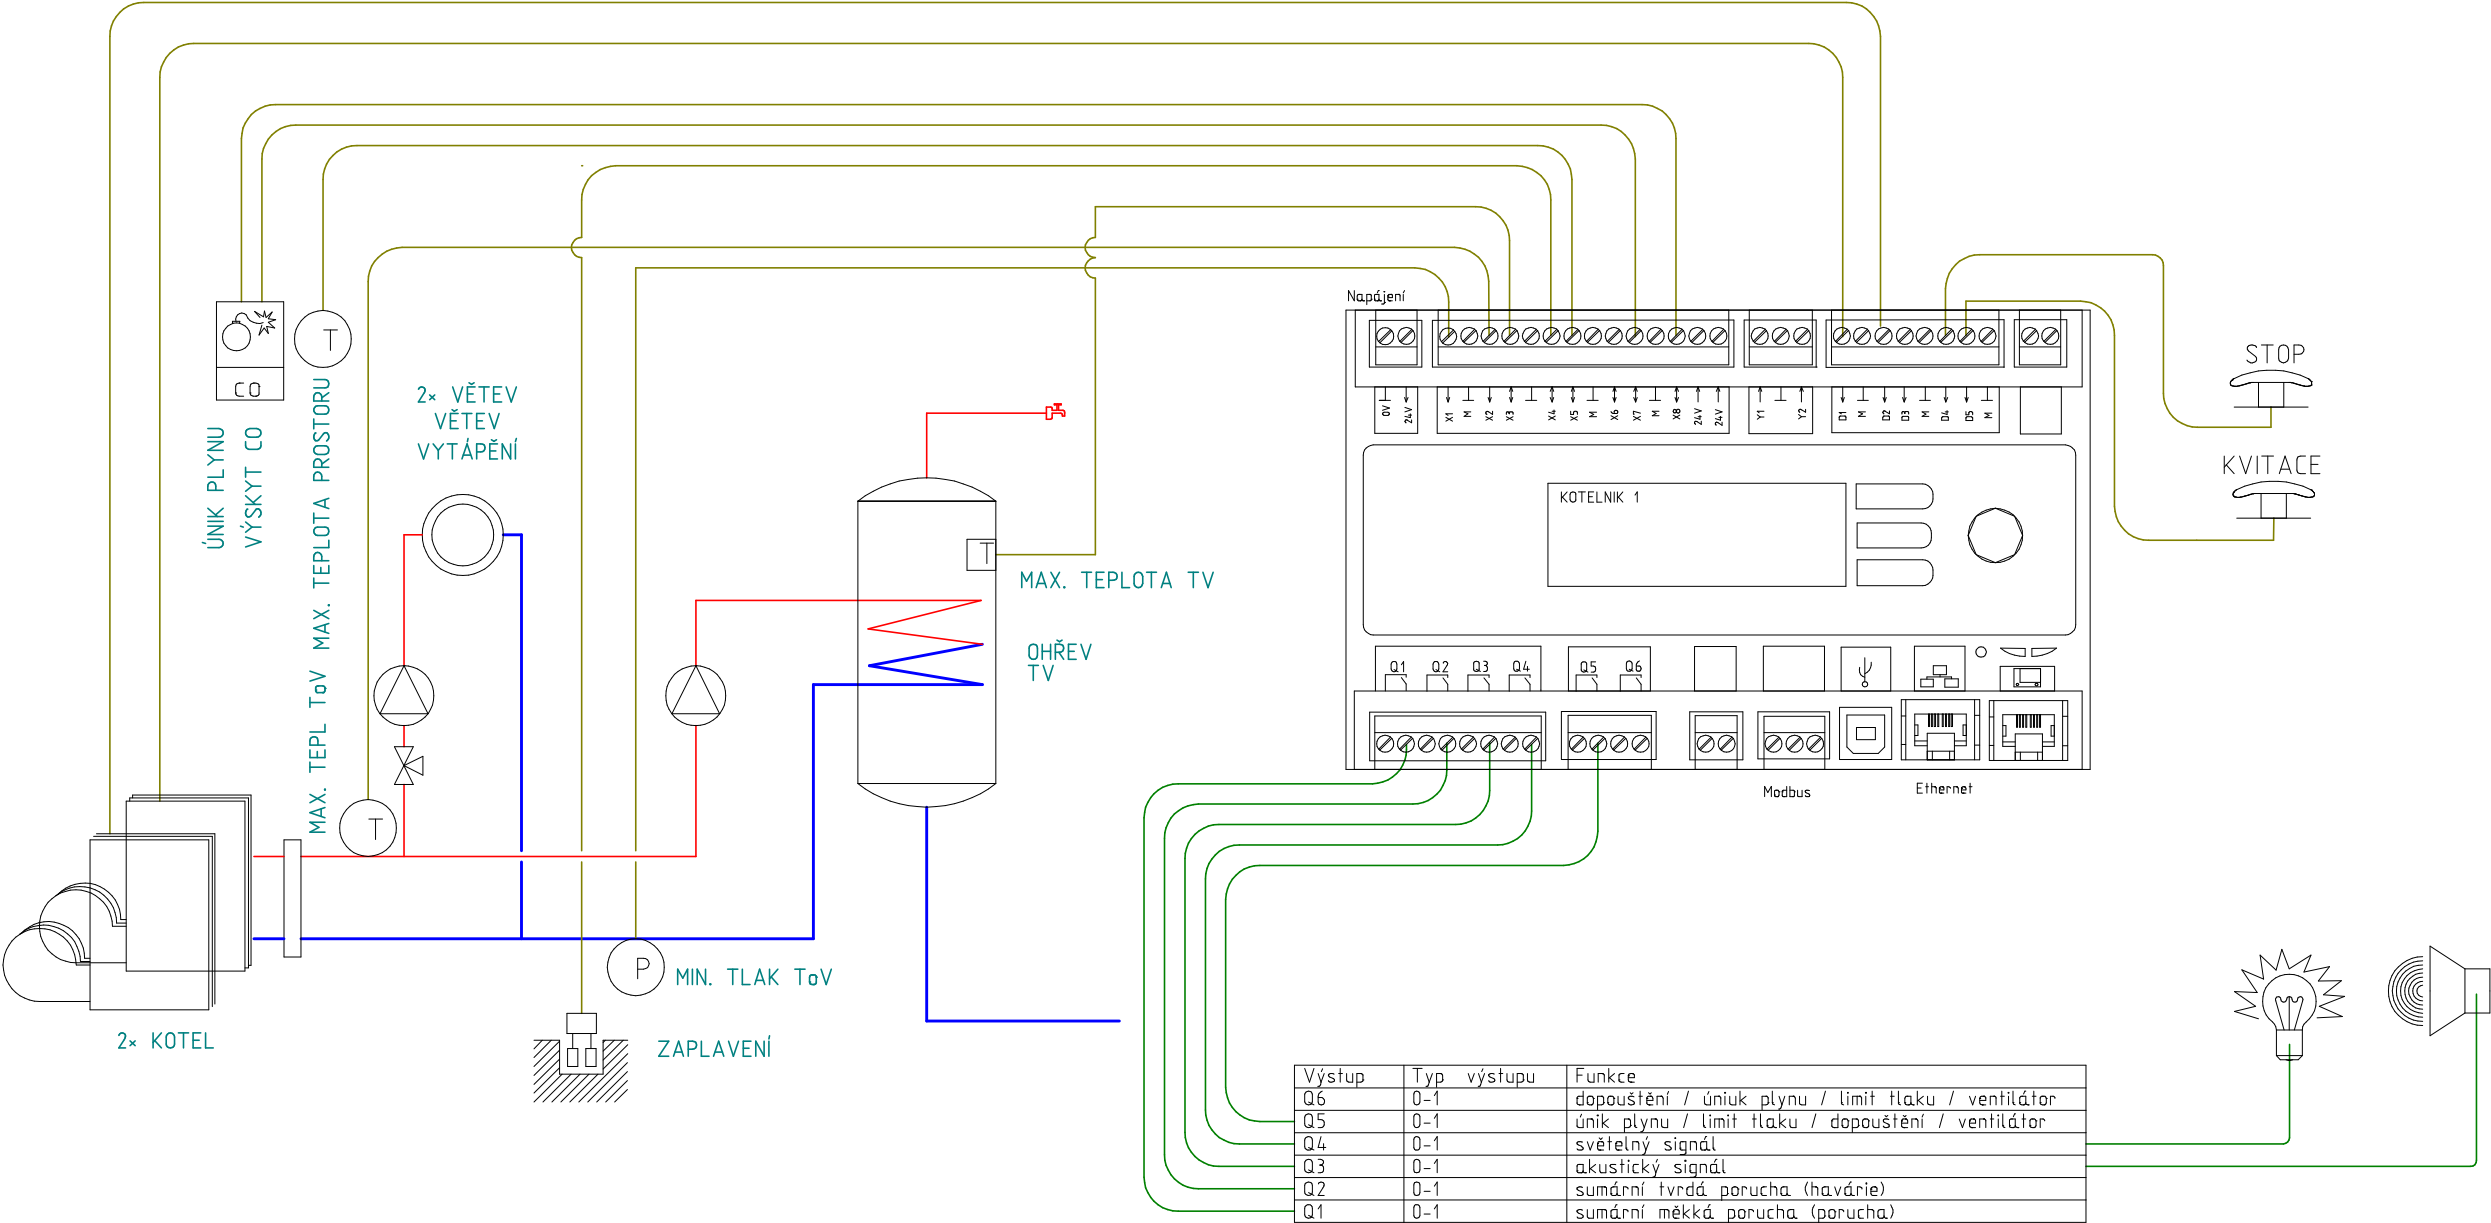 Napájení
0V
24V
X1
M
X2
X3
X4
X5
M
X6
X7
M
X8
24V
24V
Y1
Y2
D1
M
D2
D3
M
D4
D5
M
STOP
KVITACE
KOTELNIK 1
Q1
Q2
Q3
Q4
Q5
Q6
Modbus
Ethernet
CO
T
ÚNIK PLYNU
VÝSKYT CO
MAX. TEPLOTA PROSTORU
MAX. TEPL ToV
2x VĚTEV
VĚTEV
VYTÁPĚNÍ
T
MAX. TEPLOTA TV
OHŘEV
TV
T
P
MIN. TLAK ToV
2x KOTEL
ZAPLAVENÍ
Výstup Typ výstupu Funkce
Q6 0-1 dopouštění / úniuk plynu / limit tlaku / ventilátor
Q5 0-1 únik plynu / limit tlaku / dopouštění / ventilátor
Q4 0-1 světelný signál
Q3 0-1 akustický signál
Q2 0-1 sumární tvrdá porucha (havárie)
Q1 0-1 sumární měkká porucha (porucha)